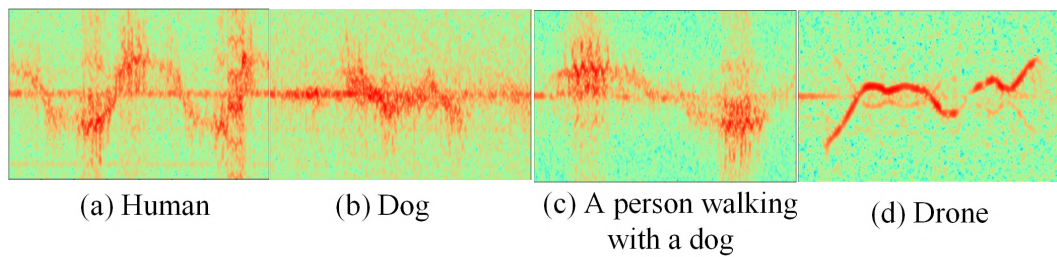 (a) Human
(b) Dog
(c) A person walking
with a dog
(d) Drone